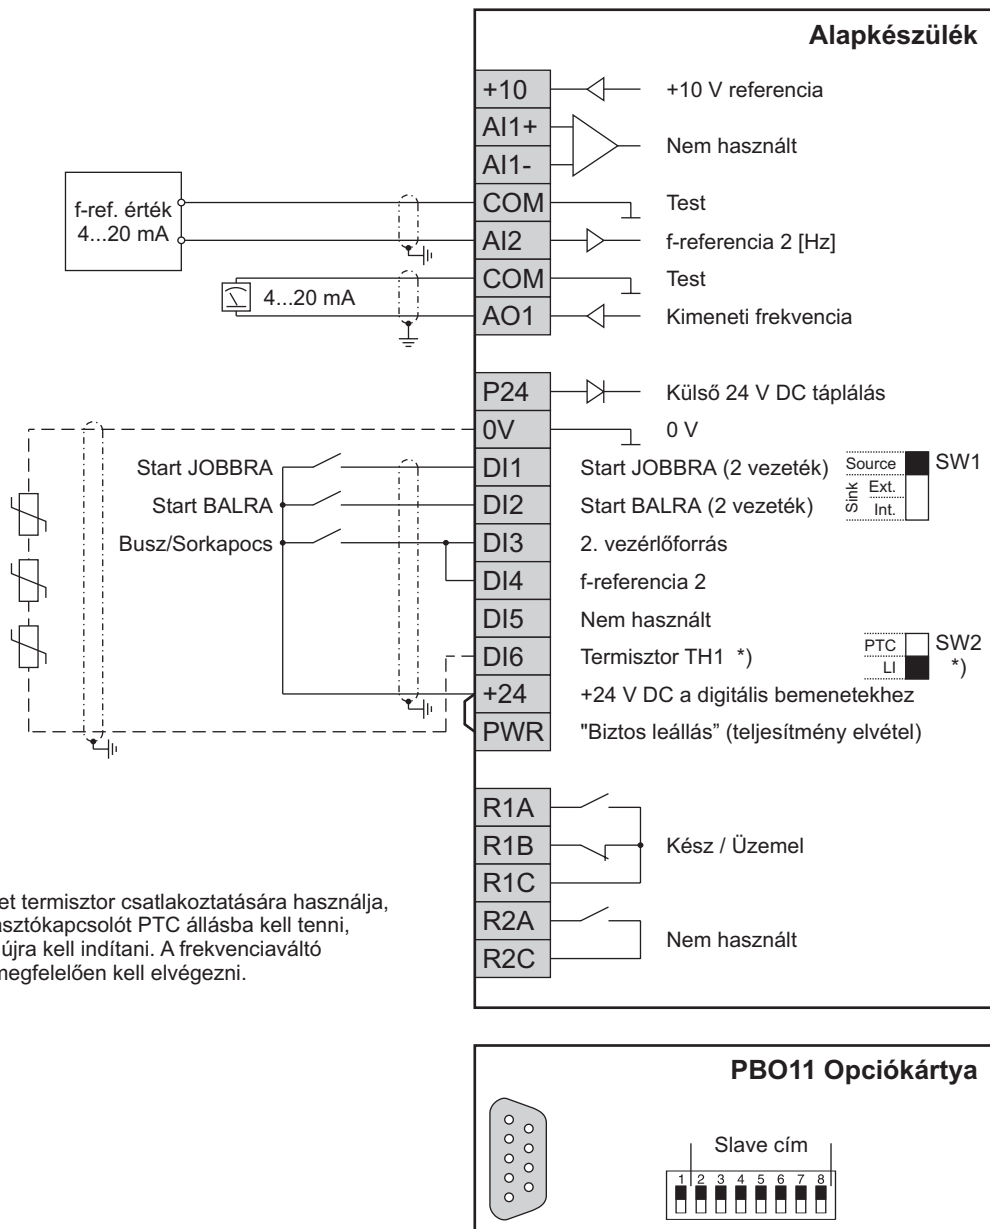 Alapkészülék
+10 +10 V referencia
AI1+
Nem használt
AI1-
COM Test
f-ref. érték
4...20 mA
AI2 f-referencia 2 [Hz]
COM Test
4...20 mA
AO1 Kimeneti frekvencia
P24 Külső 24 V DC táplálás
0V 0 V
Start JOBBRA DI1 Start JOBBRA (2 vezeték)
Start BALRA DI2 Start BALRA (2 vezeték)
Source SW1
Sink Ext.
Int.
Busz/Sorkapocs DI3 2. vezérlőforrás
DI4 f-referencia 2
DI5 Nem használt
DI6 Termisztor TH1 *)
PTC SW2
LI *)
+24 +24 V DC a digitális bemenetekhez
PWR "Biztos leállás” (teljesítmény elvétel)
R1A
R1B Kész / Üzemel
R1C
R2A
Nem használt
R2C
et termisztor csatlakoztatására használja,
asztókapcsolót PTC állásba kell tenni,
újra kell indítani. A frekvenciaváltó
megfelelően kell elvégezni.
PBO11 Opciókártya
Slave cím
1 2 3 4 5 6 7 8